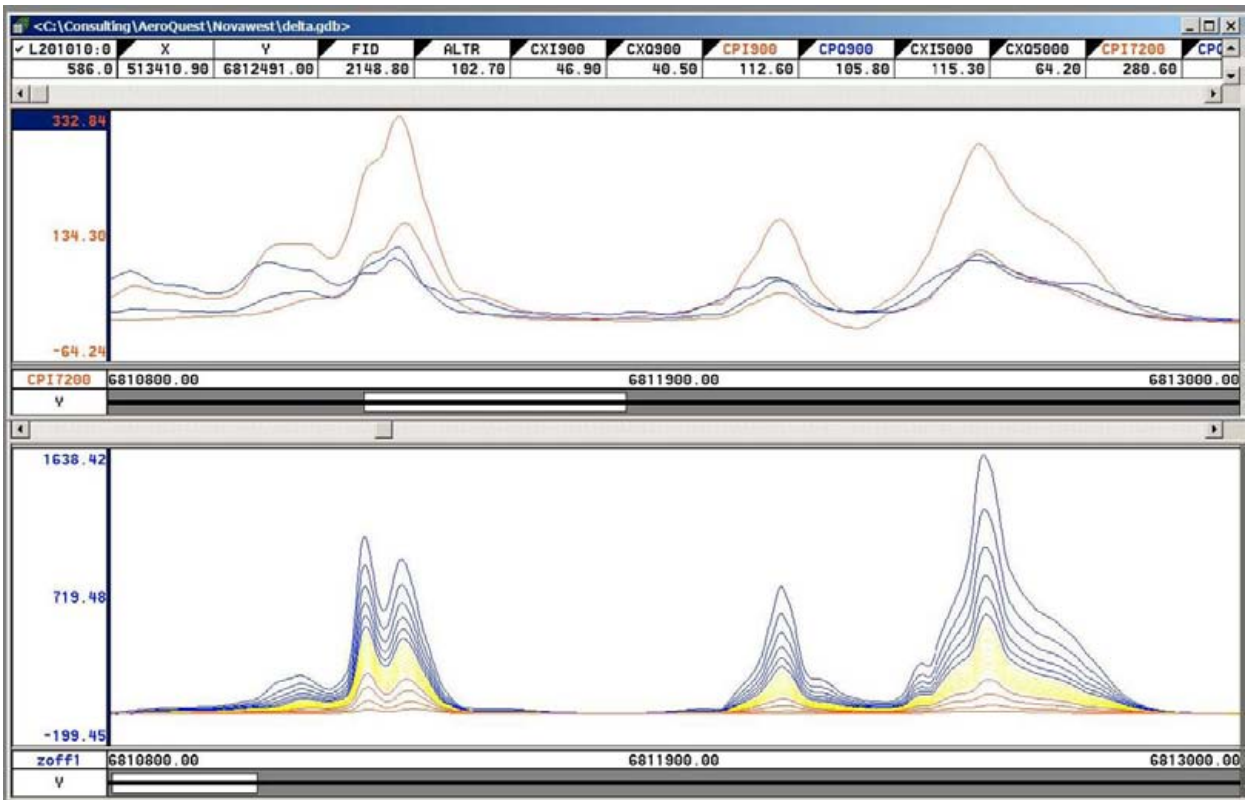 <C:\Consulting\AeroQuest\Novawest\delta.gdb>
✓ L201010:0 X Y FID ALTR CXI900 CXQ900 CPI900 CPQ900 CXI5000 CXQ5000 CPI7200
586.0 513410.90 6812491.00 2148.80 102.70 46.90 40.50 112.60 105.80 115.30 64.20 280.60
332.84
134.30
-64.24
CPI7200 6810800.00 6811900.00 6813000.00
Y
1638.42
719.48
-199.45
zoff1 6810800.00 6811900.00 6813000.00
Y